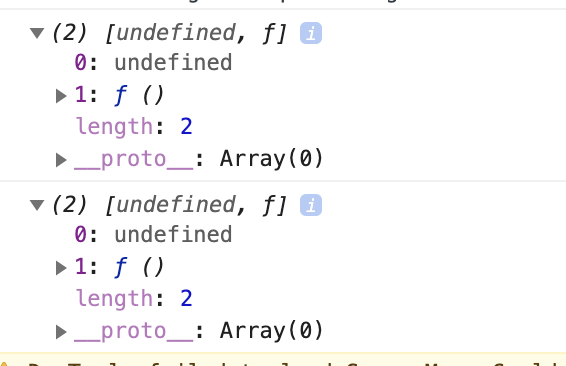 (2) [undefined, ƒ] i
0: undefined
1: ƒ ()
length: 2
__proto__: Array(0)
(2) [undefined, ƒ] i
0: undefined
1: ƒ ()
length: 2
__proto__: Array(0)